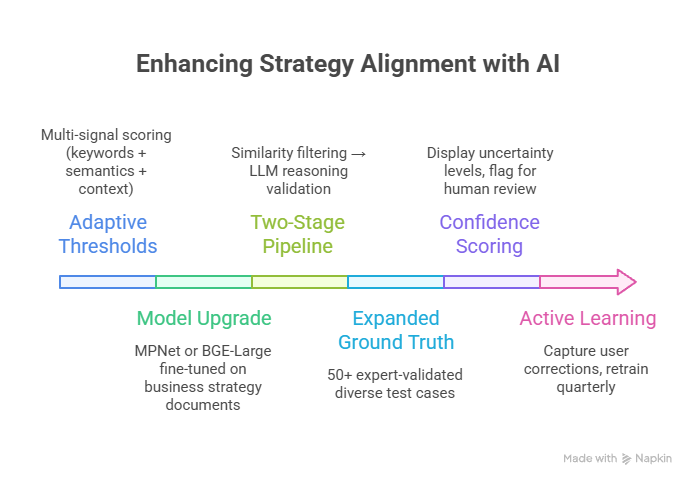 Enhancing Strategy Alignment with AI
Multi-signal scoring
(keywords +
semantics +
context)
Adaptive
Thresholds
Model Upgrade
MPNet or BGE-Large
fine-tuned on
business strategy
documents
Similarity filtering →
LLM reasoning
validation
Two-Stage
Pipeline
Expanded
Ground Truth
50+ expert-validated
diverse test cases
Display uncertainty
levels, flag for
human review
Confidence
Scoring
Active Learning
Capture user
corrections, retrain
quarterly
Made with Napkin